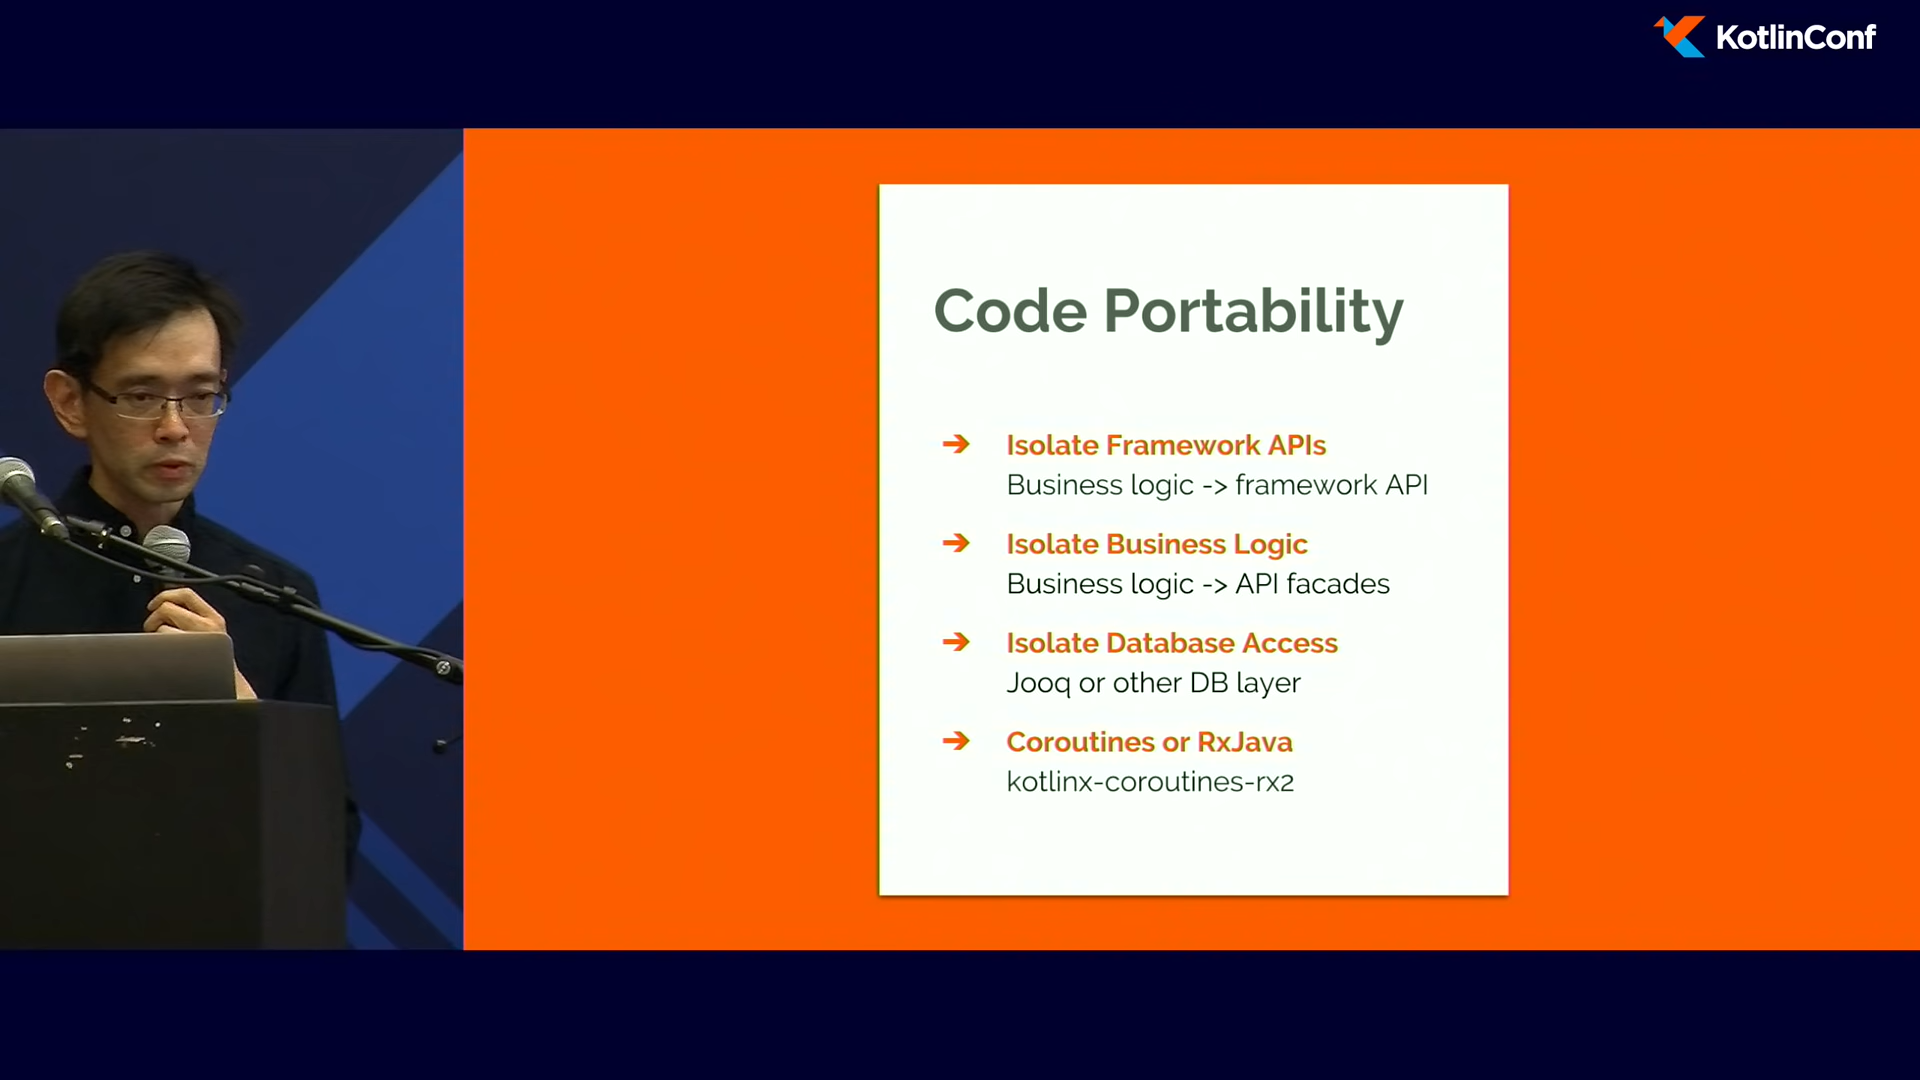 KotlinConf
Code Portability
➔ Isolate Framework APIs
Business logic -> framework API
➔ Isolate Business Logic
Business logic -> API facades
➔ Isolate Database Access
Jooq or other DB layer
➔ Coroutines or RxJava
kotlinx-coroutines-rx2